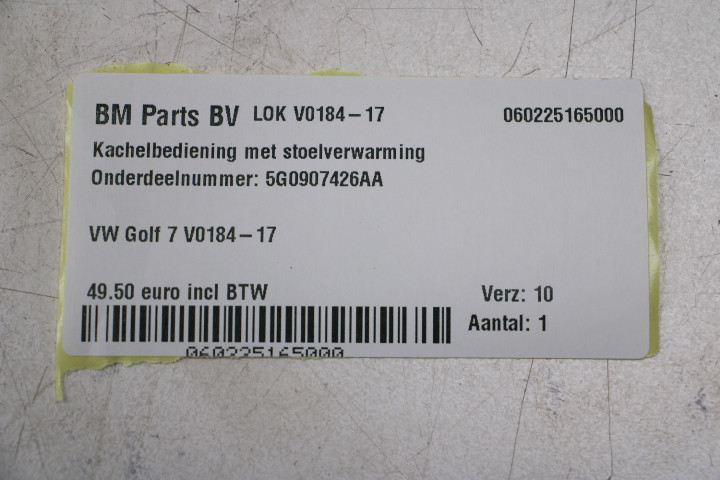 BM Parts BV LOK V0184-17 060225165000
Kachelbediening met stoelverwarming
Onderdeelnummer: 5G0907426AA
VW Golf 7 V0184-17
49.50 euro incl BTW Verz: 10
Aantal: 1
060225165000